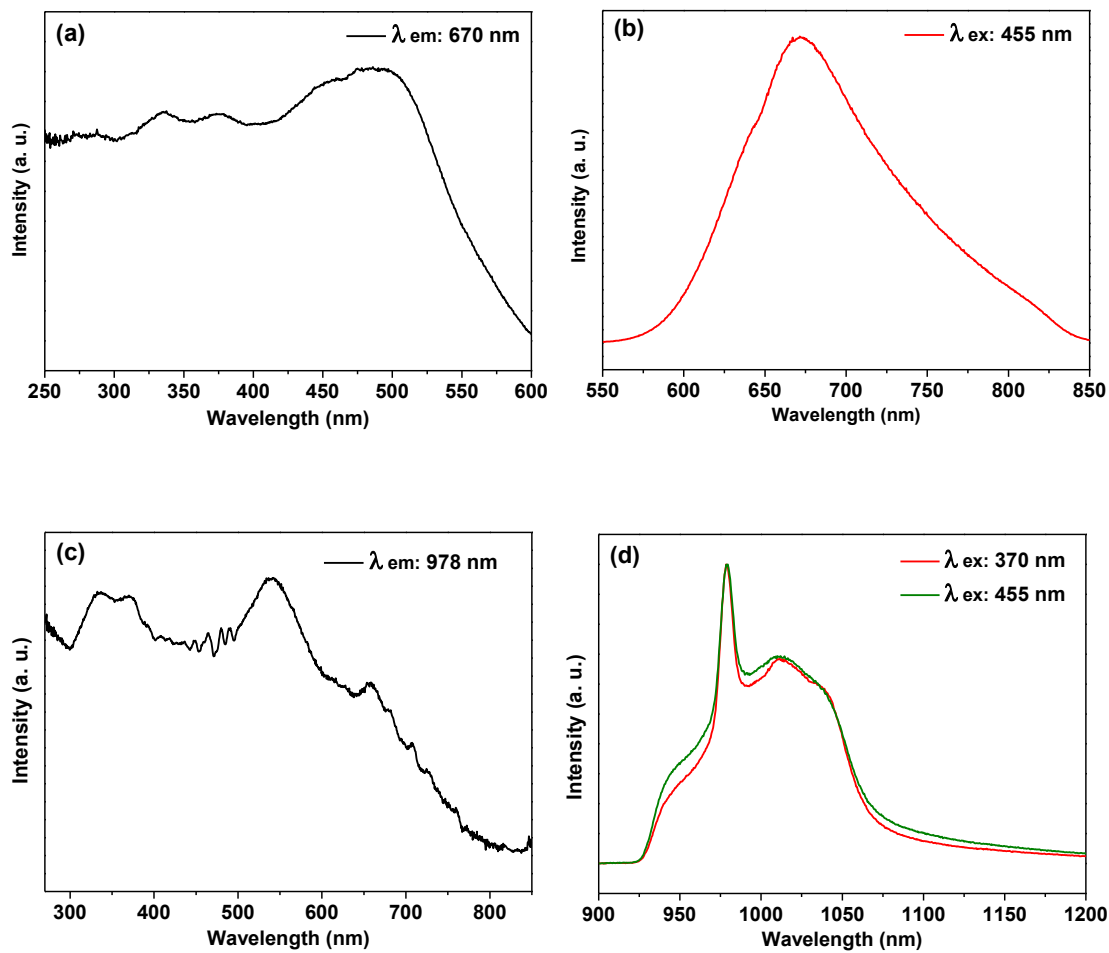 (a)
λ em: 670 nm
Intensity (a. u.)
250 300 350 400 450 500 550 600
Wavelength (nm)
(b)
λ ex: 455 nm
Intensity (a. u.)
550 600 650 700 750 800 850
Wavelength (nm)
(c)
λ em: 978 nm
Intensity (a. u.)
300 400 500 600 700 800
Wavelength (nm)
(d)
λ ex: 370 nm
λ ex: 455 nm
Intensity (a. u.)
900 950 1000 1050 1100 1150 1200
Wavelength (nm)